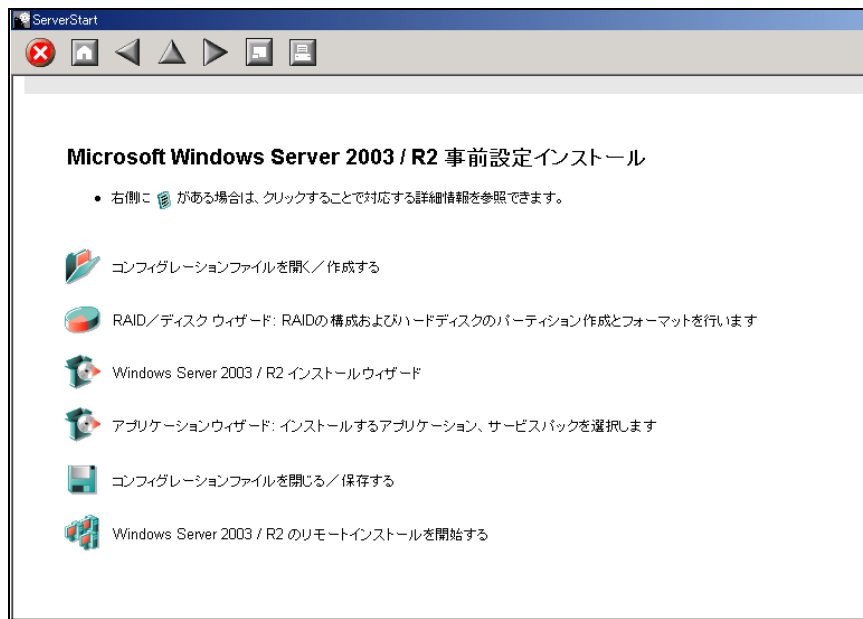 ServerStart
Microsoft Windows Server 2003 / R2 事前設定インストール
• 右側に がある場合は、クリックすることで対応する詳細情報を参照できます。
コンフィグレーションファイルを開く／作成する
RAID／ディスク ウィザード: RAIDの構成およびハードディスクのパーティション作成とフォーマットを行います
Windows Server 2003 / R2 インストールウィザード
アプリケーションウィザード: インストールするアプリケーション、サービスパックを選択します
コンフィグレーションファイルを閉じる／保存する
Windows Server 2003 / R2 のリモートインストールを開始する